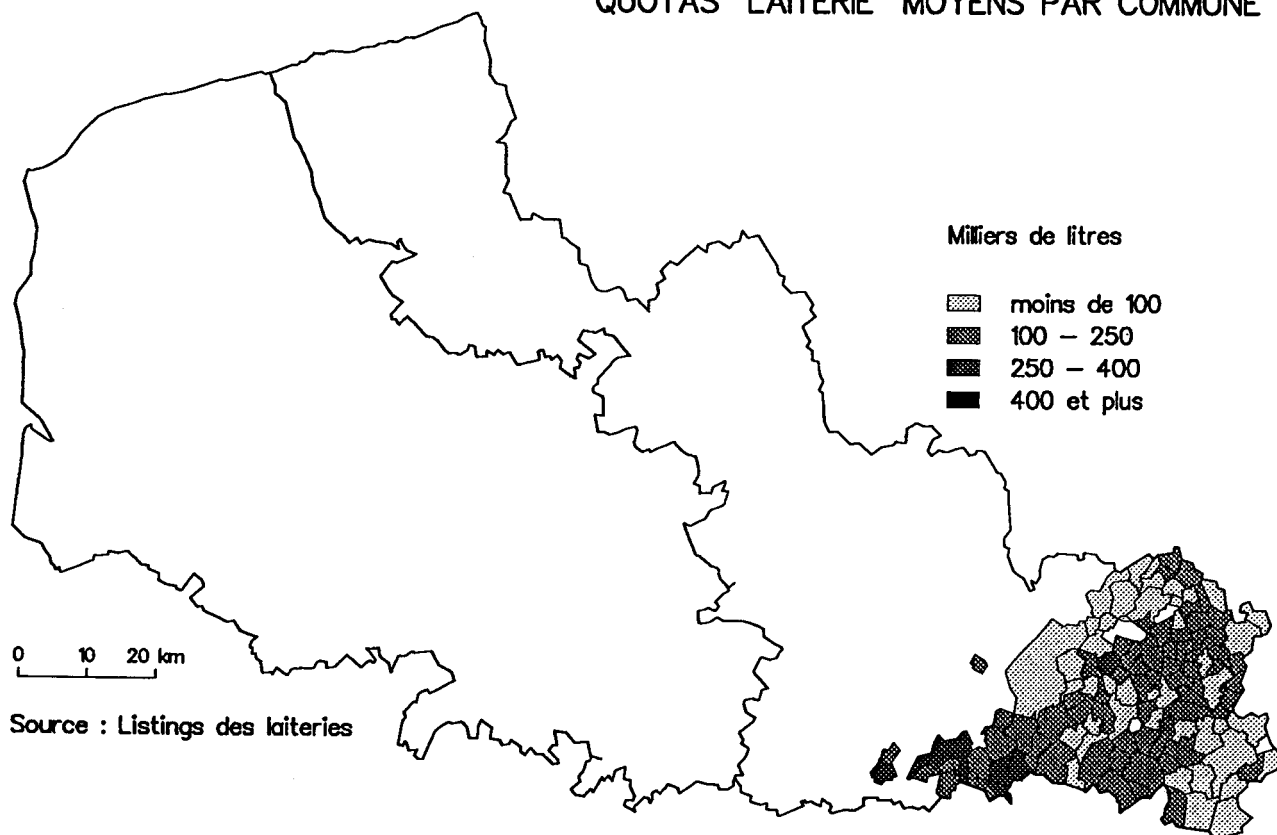 QUOTAS "LAITERIE" MOYENS PAR COMMUNE
Milliers de litres
moins de 100
100 – 250
250 – 400
400 et plus
0 10 20 km
Source : Listings des laiteries